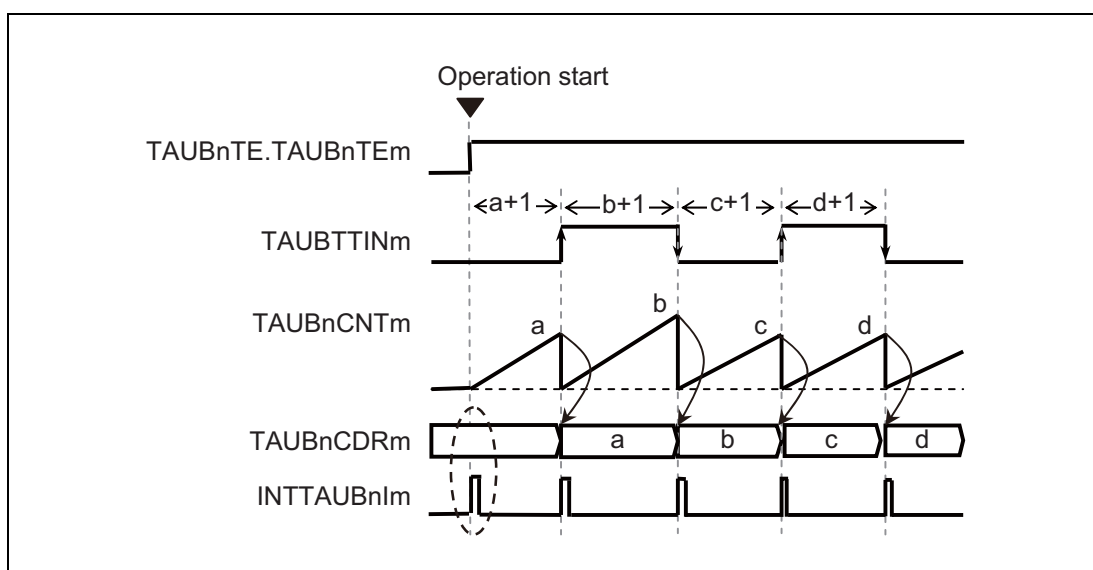 Operation start
TAUBnTE.TAUBnTEm
a+1 b+1 c+1 d+1
TAUBTTINm
TAUBnCNTm
a b c d
TAUBnCDRm
a b c d
INTTAUBnIm